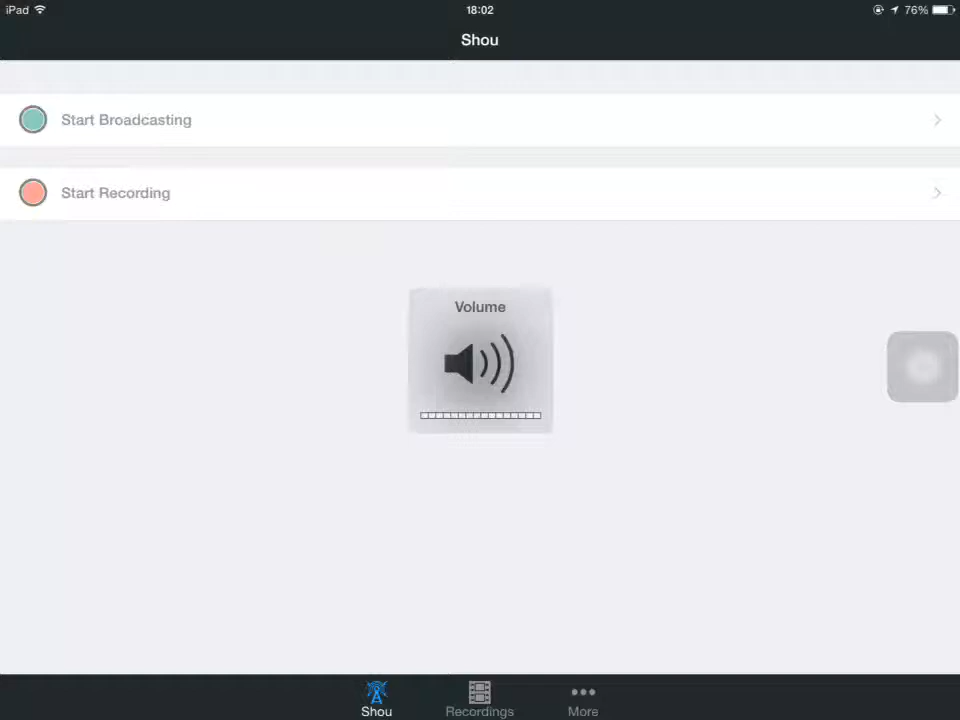 iPad 18:02 76%
Shou
Start Broadcasting
Start Recording
Volume
Shou Recordings More